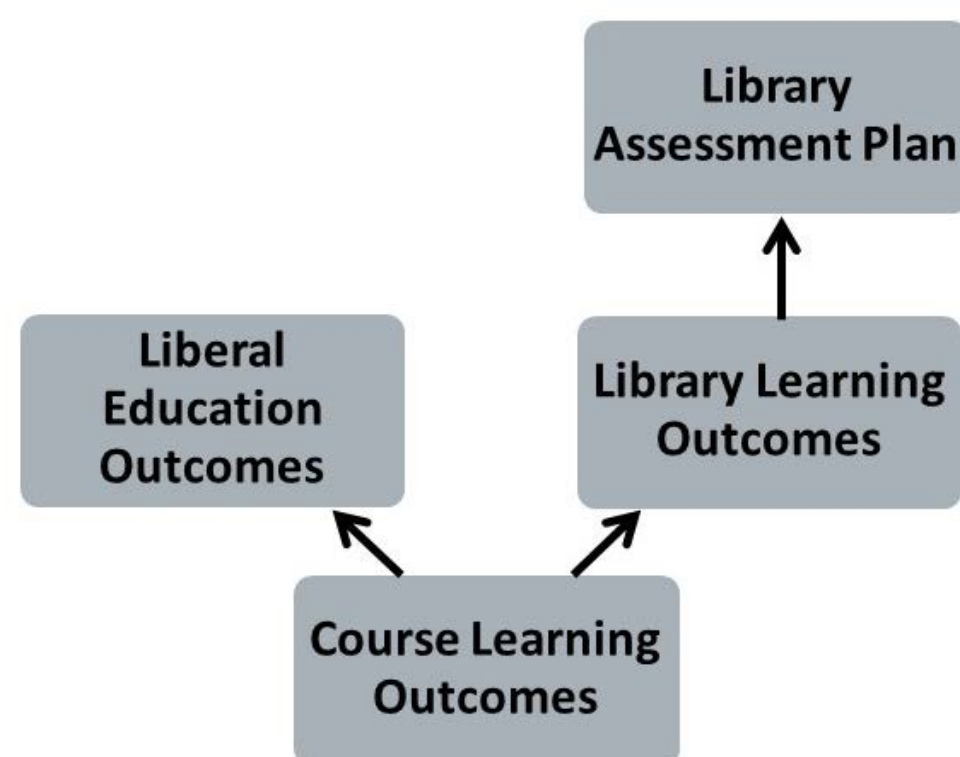 Library
Assessment Plan
Liberal
Education
Outcomes
Library Learning
Outcomes
Course Learning
Outcomes